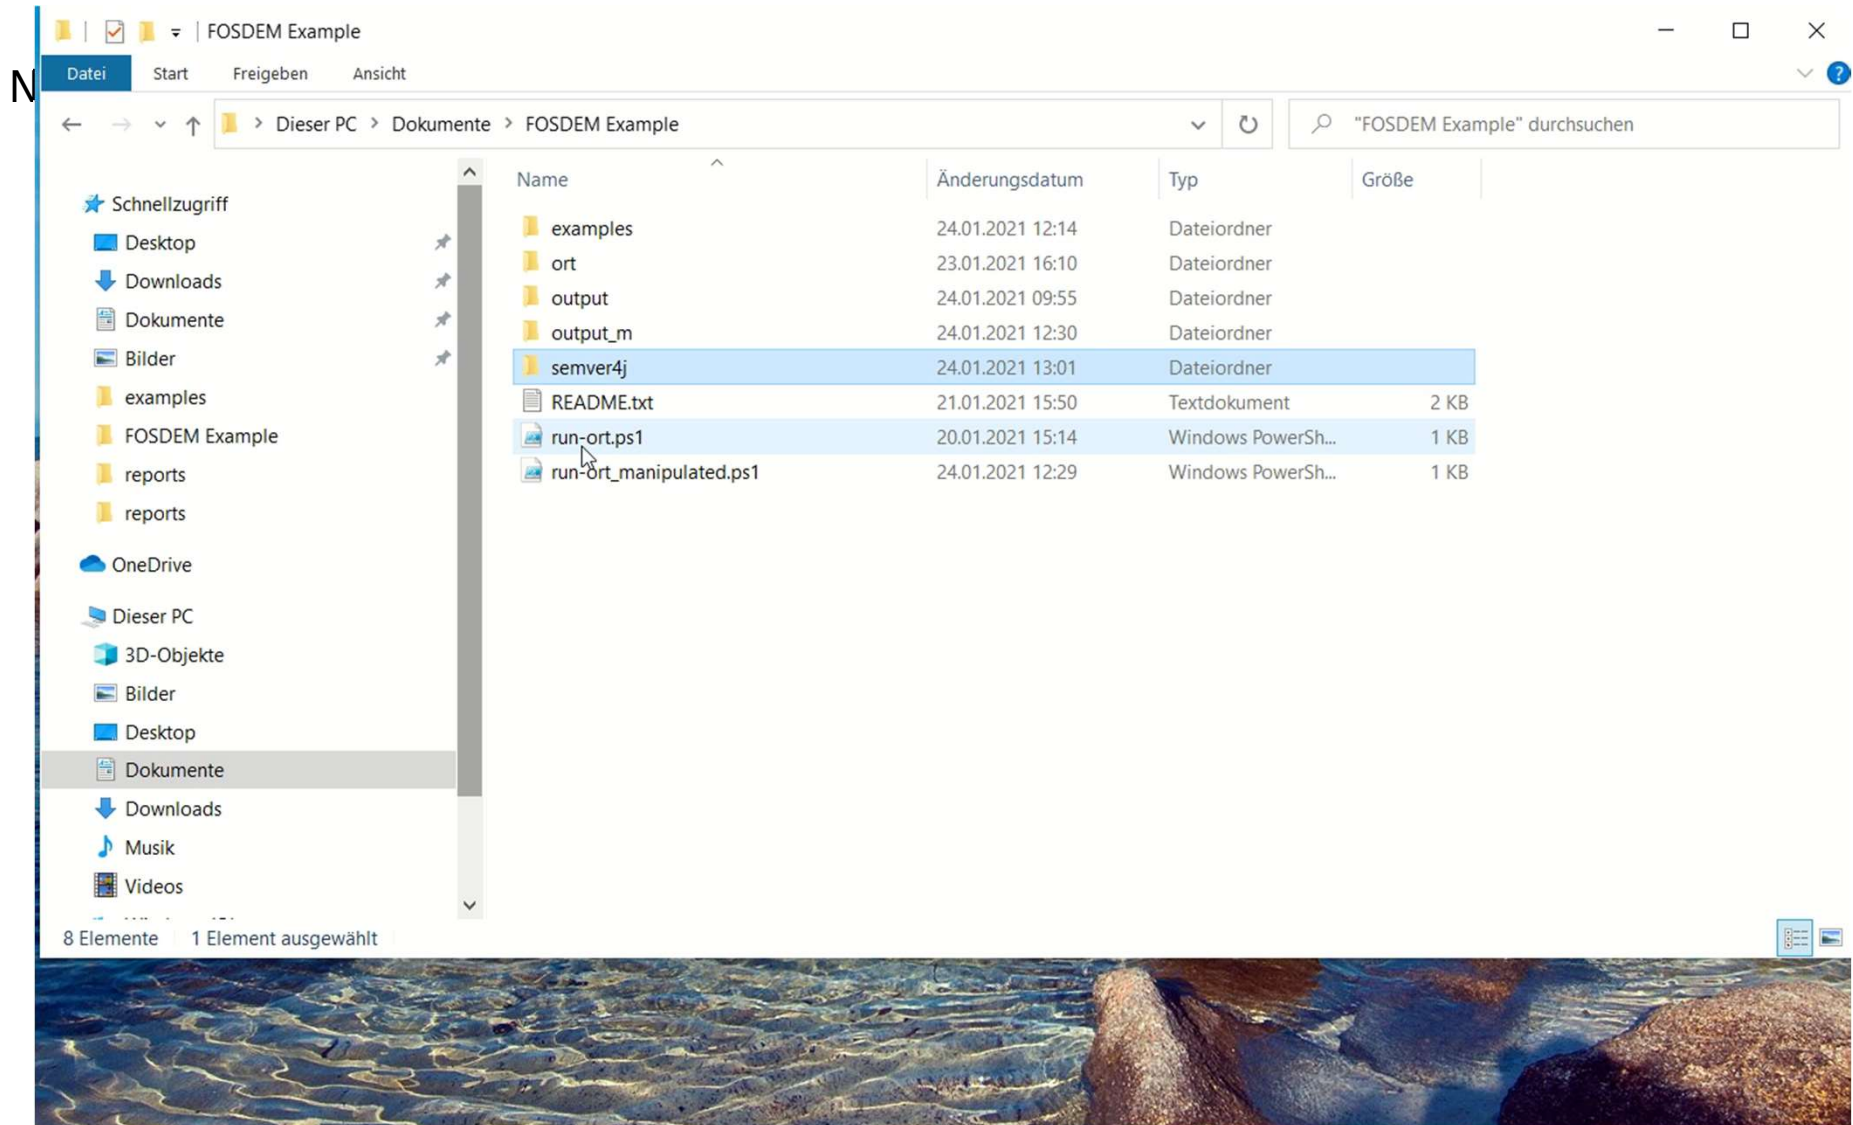 FOSDEM Example
N
Datei Start Freigeben Ansicht ?
Dieser PC > Dokumente > FOSDEM Example
"FOSDEM Example" durchsuchen
Name Änderungsdatum Typ Größe
Schnellzugriff
Desktop
Downloads
Dokumente
Bilder
examples
FOSDEM Example
reports
reports
OneDrive
Dieser PC
3D-Objekte
Bilder
Desktop
Dokumente
Downloads
Musik
Videos
examples 24.01.2021 12:14 Dateiordner
ort 23.01.2021 16:10 Dateiordner
output 24.01.2021 09:55 Dateiordner
output_m 24.01.2021 12:30 Dateiordner
semver4j 24.01.2021 13:01 Dateiordner
README.txt 21.01.2021 15:50 Textdokument 2 KB
run-ort.ps1 20.01.2021 15:14 Windows PowerSh... 1 KB
run-ort_manipulated.ps1 24.01.2021 12:29 Windows PowerSh... 1 KB
8 Elemente 1 Element ausgewählt